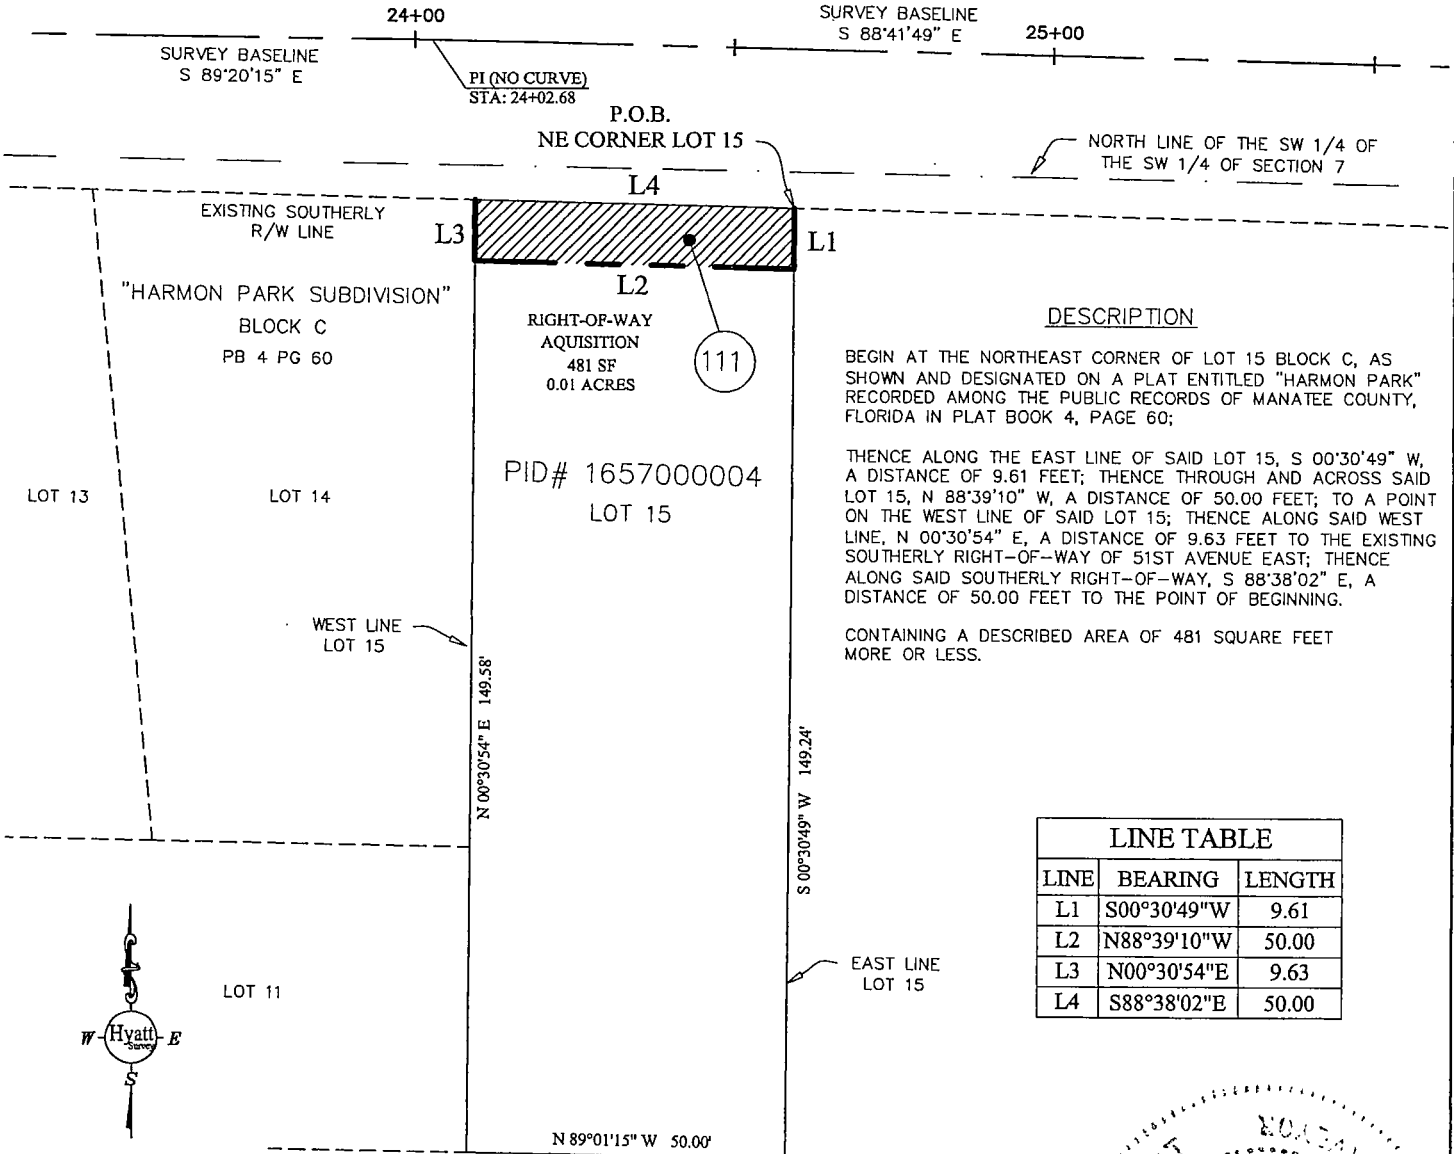 24+00
SURVEY BASELINE
S 88°41'49" E
25+00
SURVEY BASELINE
S 89°20'15" E
PI (NO CURVE)
STA: 24+02.68
P.O.B.
NE CORNER LOT 15
NORTH LINE OF THE SW 1/4 OF
THE SW 1/4 OF SECTION 7
L4
EXISTING SOUTHERLY
R/W LINE
L3
L1
L2
"HARMON PARK SUBDIVISION"
BLOCK C
PB 4 PG 60
RIGHT-OF-WAY
AQUISITION
481 SF
0.01 ACRES
111
DESCRIPTION
BEGIN AT THE NORTHEAST CORNER OF LOT 15 BLOCK C, AS
SHOWN AND DESIGNATED ON A PLAT ENTITLED "HARMON PARK"
RECORDED AMONG THE PUBLIC RECORDS OF MANATEE COUNTY,
FLORIDA IN PLAT BOOK 4, PAGE 60;
THENCE ALONG THE EAST LINE OF SAID LOT 15, S 00°30'49" W,
A DISTANCE OF 9.61 FEET; THENCE THROUGH AND ACROSS SAID
LOT 15, N 88°39'10" W, A DISTANCE OF 50.00 FEET; TO A POINT
ON THE WEST LINE OF SAID LOT 15; THENCE ALONG SAID WEST
LINE, N 00°30'54" E, A DISTANCE OF 9.63 FEET TO THE EXISTING
SOUTHERLY RIGHT-OF-WAY OF 51ST AVENUE EAST; THENCE
ALONG SAID SOUTHERLY RIGHT-OF-WAY, S 88°38'02" E, A
DISTANCE OF 50.00 FEET TO THE POINT OF BEGINNING.
CONTAINING A DESCRIBED AREA OF 481 SQUARE FEET
MORE OR LESS.
PID# 1657000004
LOT 15
LOT 13
LOT 14
WEST LINE
LOT 15
N 00°30'54" E 149.58'
S 00°30'49" W 149.24'
LINE TABLE
LINE BEARING LENGTH
L1 S00°30'49"W 9.61
L2 N88°39'10"W 50.00
L3 N00°30'54"E 9.63
L4 S88°38'02"E 50.00
EAST LINE
LOT 15
LOT 11
W Hyatt E
Survey
S
N 89°01'15" W 50.00'